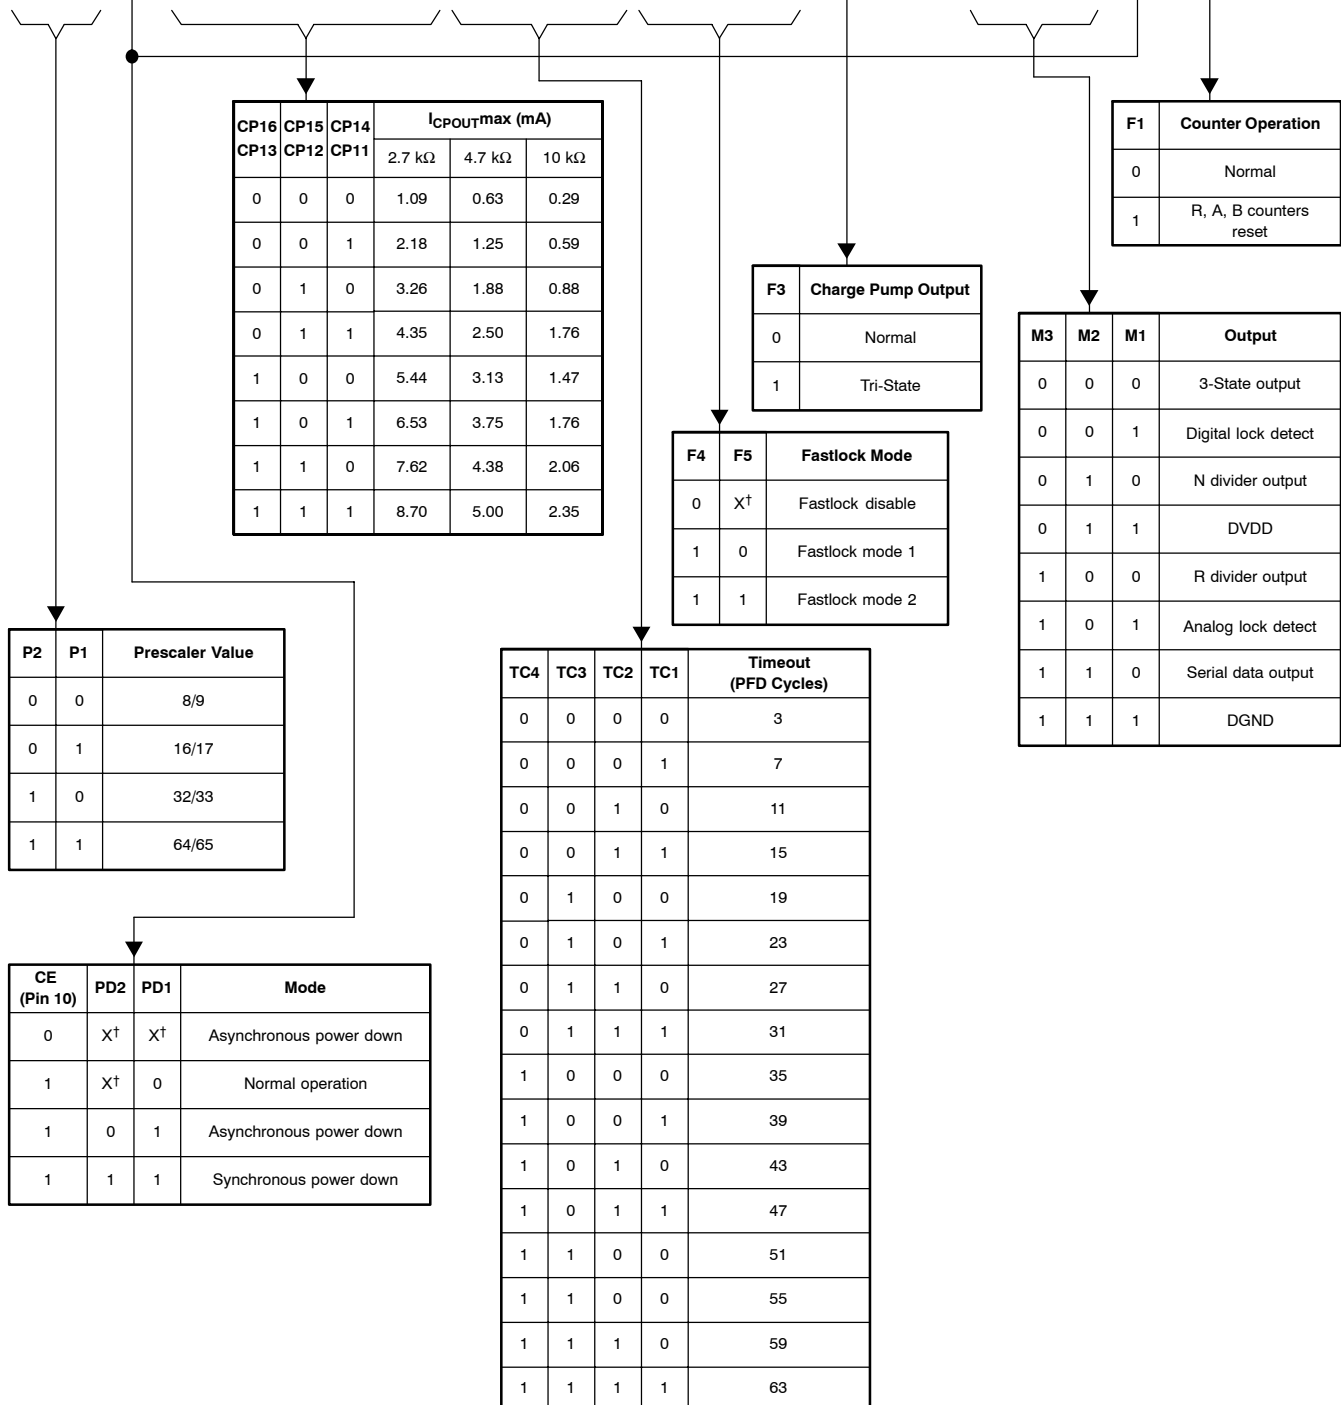 CP16 CP15 CP14 I_CPOUTmax (mA)
CP13 CP12 CP11 2.7 kΩ 4.7 kΩ 10 kΩ
0 0 0 1.09 0.63 0.29
0 0 1 2.18 1.25 0.59
0 1 0 3.26 1.88 0.88
0 1 1 4.35 2.50 1.76
1 0 0 5.44 3.13 1.47
1 0 1 6.53 3.75 1.76
1 1 0 7.62 4.38 2.06
1 1 1 8.70 5.00 2.35
F1 Counter Operation
0 Normal
1 R, A, B counters
reset
F3 Charge Pump Output
0 Normal
1 Tri-State
M3 M2 M1 Output
0 0 0 3-State output
0 0 1 Digital lock detect
0 1 0 N divider output
0 1 1 DVDD
1 0 0 R divider output
1 0 1 Analog lock detect
1 1 0 Serial data output
1 1 1 DGND
F4 F5 Fastlock Mode
0 X† Fastlock disable
1 0 Fastlock mode 1
1 1 Fastlock mode 2
P2 P1 Prescaler Value
0 0 8/9
0 1 16/17
1 0 32/33
1 1 64/65
TC4 TC3 TC2 TC1 Timeout
(PFD Cycles)
0 0 0 0 3
0 0 0 1 7
0 0 1 0 11
0 0 1 1 15
0 1 0 0 19
0 1 0 1 23
0 1 1 0 27
0 1 1 1 31
1 0 0 0 35
1 0 0 1 39
1 0 1 0 43
1 0 1 1 47
1 1 0 0 51
1 1 0 0 55
1 1 1 0 59
1 1 1 1 63
CE
(Pin 10) PD2 PD1 Mode
0 X† X† Asynchronous power down
1 X† 0 Normal operation
1 0 1 Asynchronous power down
1 1 1 Synchronous power down